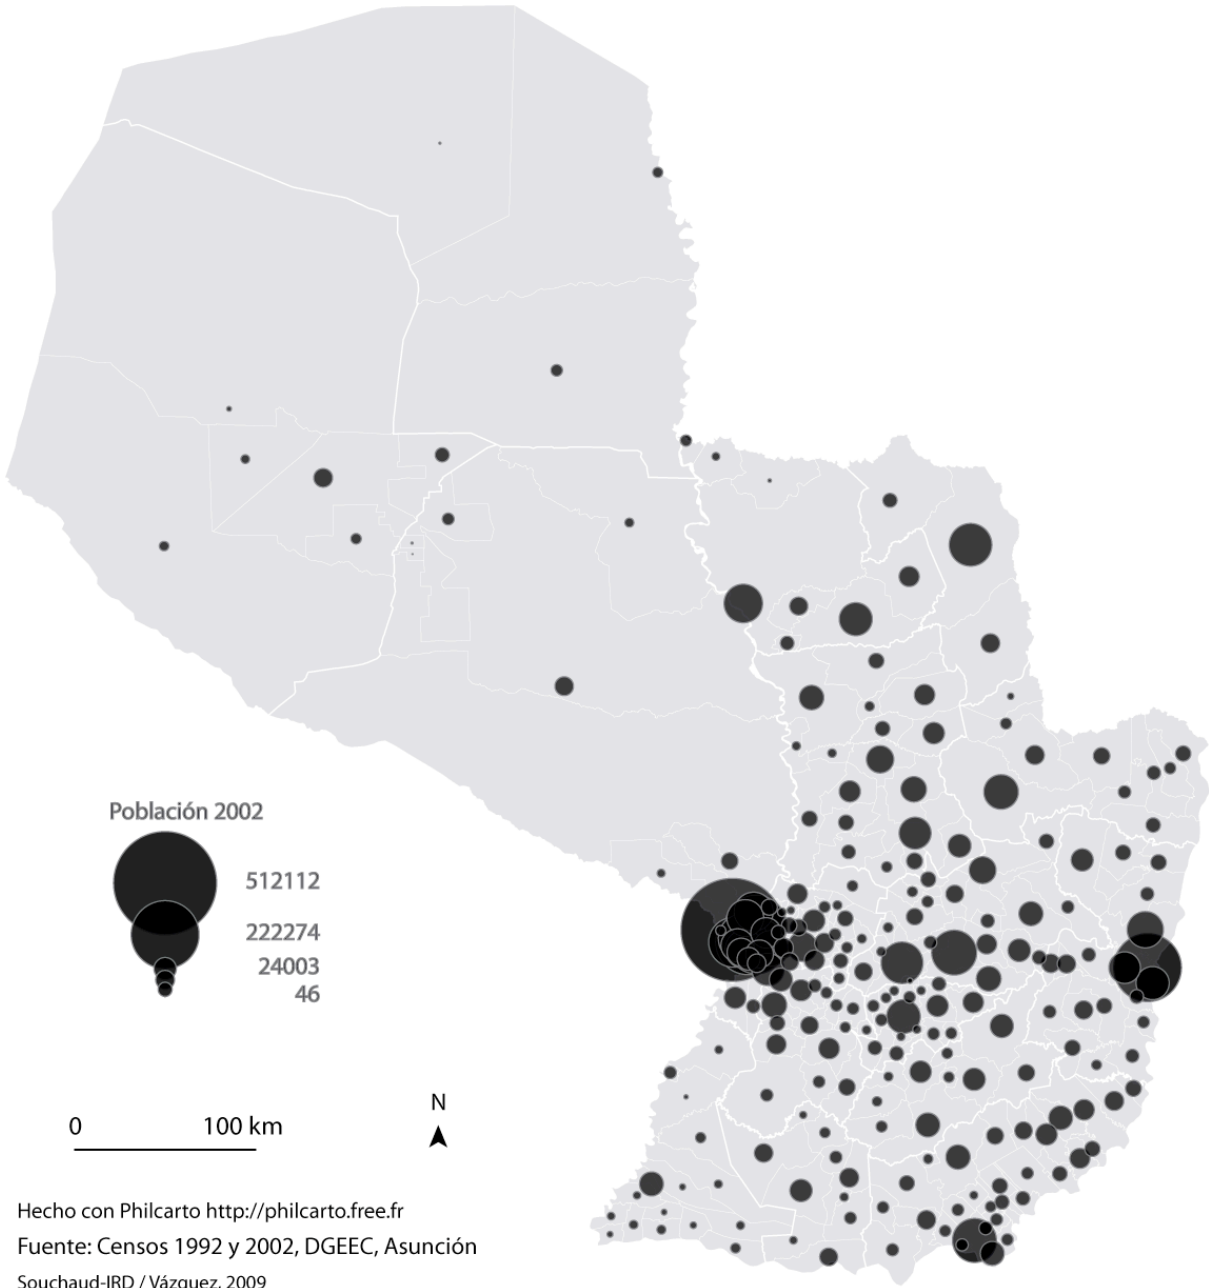 Población 2002
512112
222274
24003
46
0 100 km
N
Hecho con Philcarto http://philcarto.free.fr
Fuente: Censos 1992 y 2002, DGEEC, Asunción
Souchaud-IRD / Vázquez, 2009